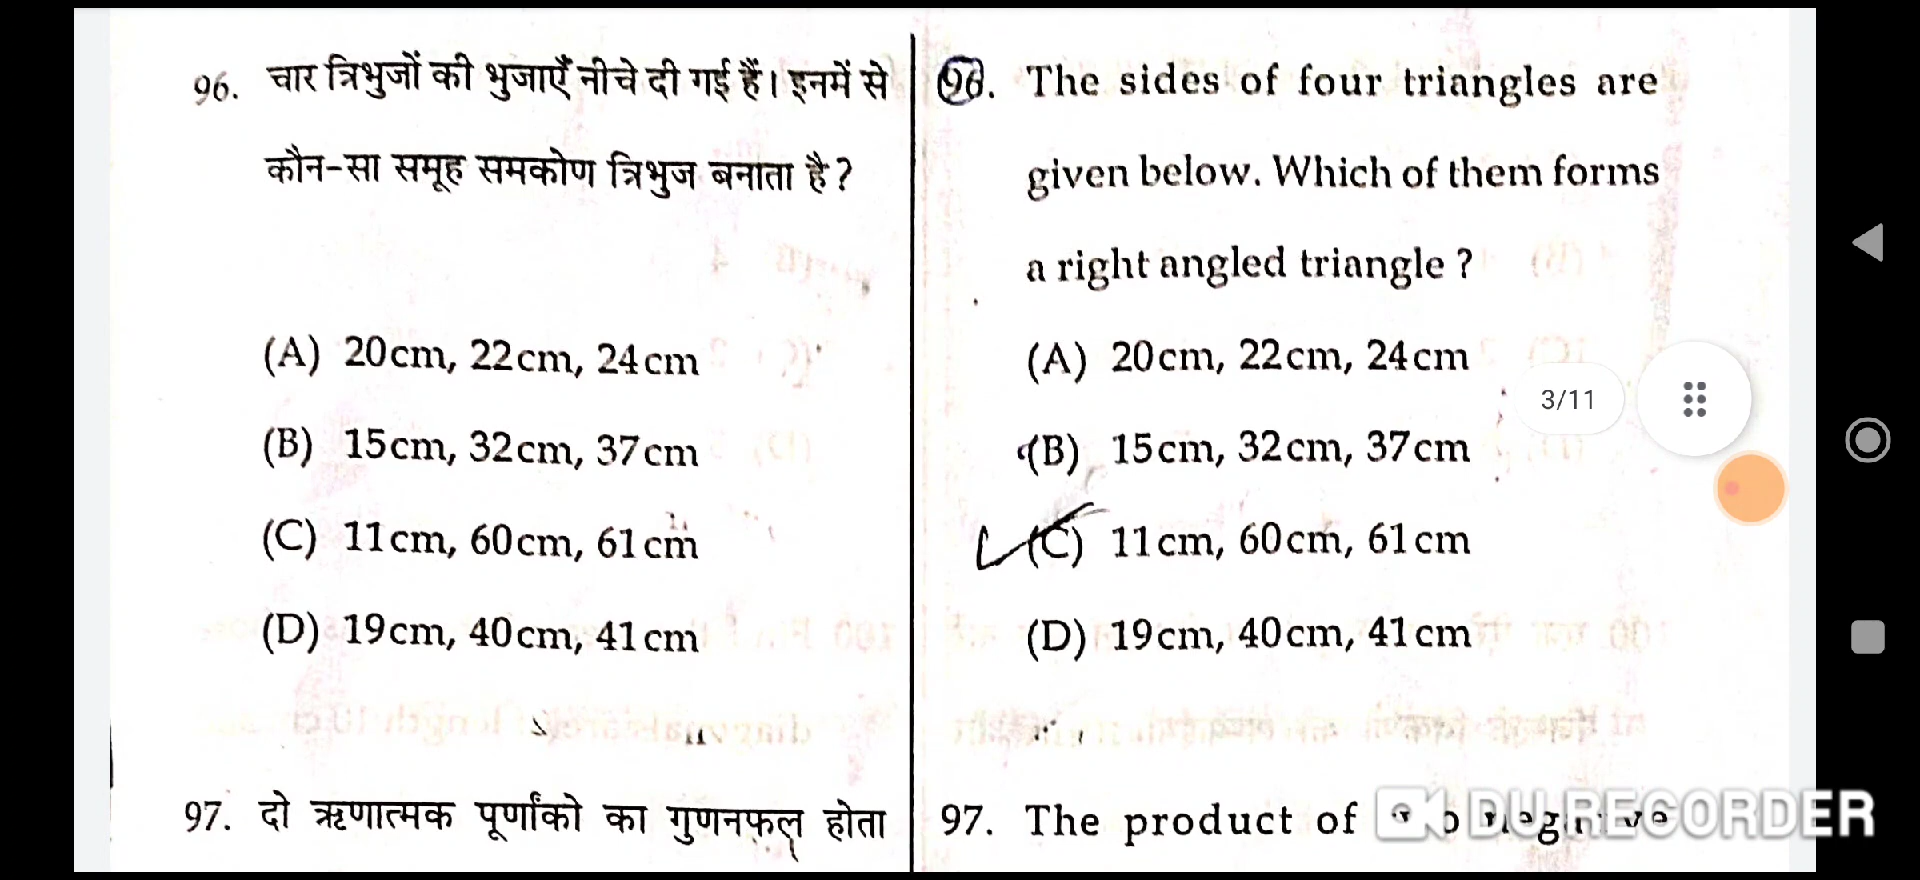 96. चार त्रिभुजों की भुजाएँ नीचे दी गई हैं। इनमें से
कौन-सा समूह समकोण त्रिभुज बनाता है ?
(A) 20cm, 22cm, 24cm
(B) 15cm, 32cm, 37cm
(C) 11cm, 60cm, 61cm
(D) 19cm, 40cm, 41cm
97. दो ऋणात्मक पूर्णांको का गुणनफल होता
96. The sides of four triangles are
given below. Which of them forms
a right angled triangle ?
(A) 20cm, 22cm, 24cm
(B) 15cm, 32cm, 37cm
(C) 11cm, 60cm, 61cm
(D) 19cm, 40cm, 41cm
97. The product of
3/11
DU RECORDER